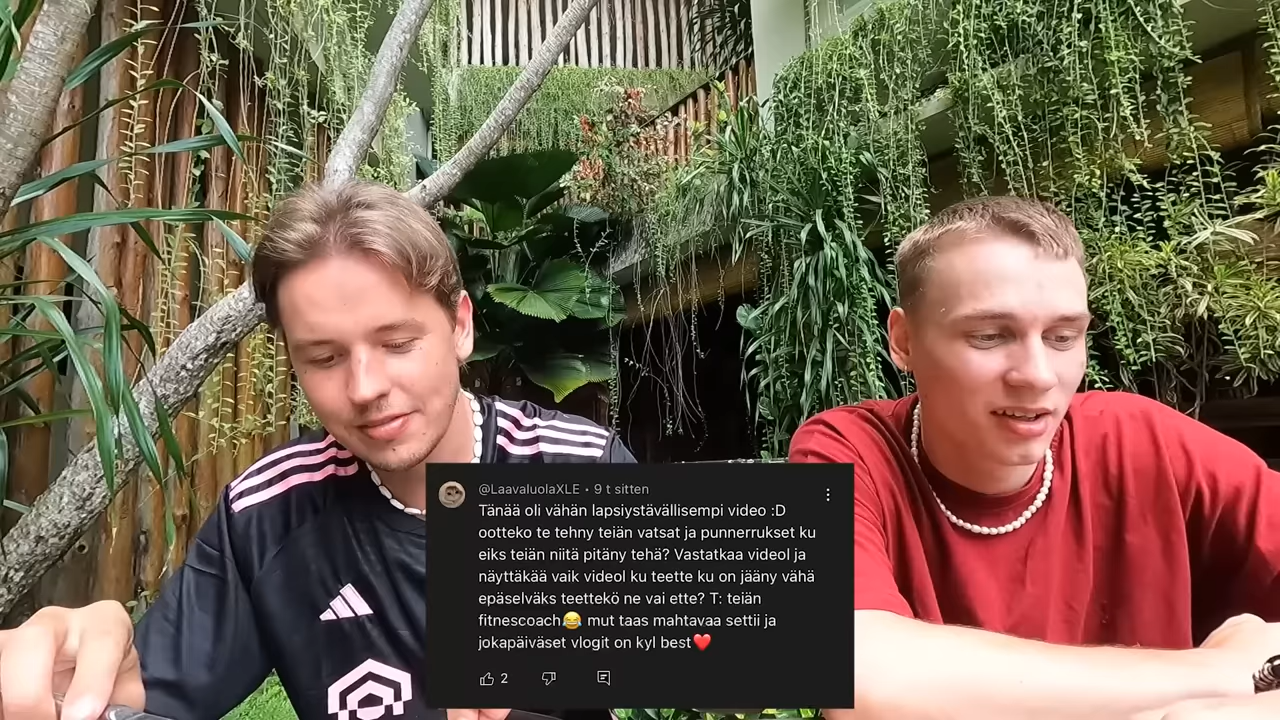 @LaavaluolaXLE • 9 t sitten
Tänää oli vähän lapsiystävällisempi video :D
ootteko te tehny teiän vatsat ja punnerrukset ku
eiks teiän niitä pitäny tehä? Vastatkaa videol ja
näyttäkää vaik videol ku teette ku on jääny vähä
epäselväks teettekö ne vai ette? T: teiän
fitnescoach😂 mut taas mahtavaa settii ja
jokapäiväset vlogit on kyl best❤️
2